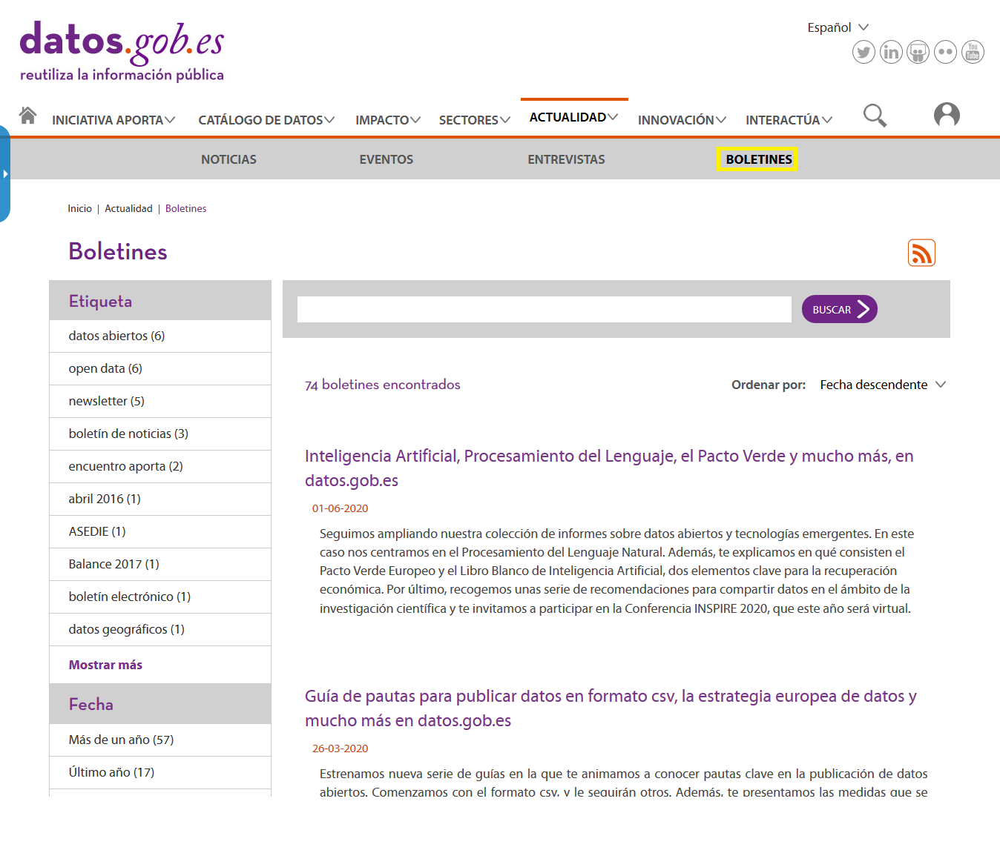 datos.gob.es
reutiliza la información pública
Español
You
Tube
INICIATIVA APORTA
CATÁLOGO DE DATOS
IMPACTO
SECTORES
ACTUALIDAD
INNOVACIÓN
INTERACTÚA
NOTICIAS
EVENTOS
ENTREVISTAS
BOLETINES
Inicio | Actualidad | Boletines
Boletines
Etiqueta
datos abiertos (6)
open data (6)
newsletter (5)
boletín de noticias (3)
encuentro aporta (2)
abril 2016 (1)
ASEDIE (1)
Balance 2017 (1)
boletín electrónico (1)
datos geográficos (1)
Mostrar más
Fecha
Más de un año (57)
Último año (17)
BUSCAR
74 boletines encontrados
Ordenar por: Fecha descendente
Inteligencia Artificial, Procesamiento del Lenguaje, el Pacto Verde y mucho más, en
datos.gob.es
01-06-2020
Seguimos ampliando nuestra colección de informes sobre datos abiertos y tecnologías emergentes. En este
caso nos centramos en el Procesamiento del Lenguaje Natural. Además, te explicamos en qué consisten el
Pacto Verde Europeo y el Libro Blanco de Inteligencia Artificial, dos elementos clave para la recuperación
económica. Por último, recogemos unas serie de recomendaciones para compartir datos en el ámbito de la
investigación científica y te invitamos a participar en la Conferencia INSPIRE 2020, que este año será virtual.
Guía de pautas para publicar datos en formato csv, la estrategia europea de datos y
mucho más en datos.gob.es
26-03-2020
Estrenamos nueva serie de guías en la que te animamos a conocer pautas clave en la publicación de datos
abiertos. Comenzamos con el formato csv, y le seguirán otros. Además, te presentamos las medidas que se